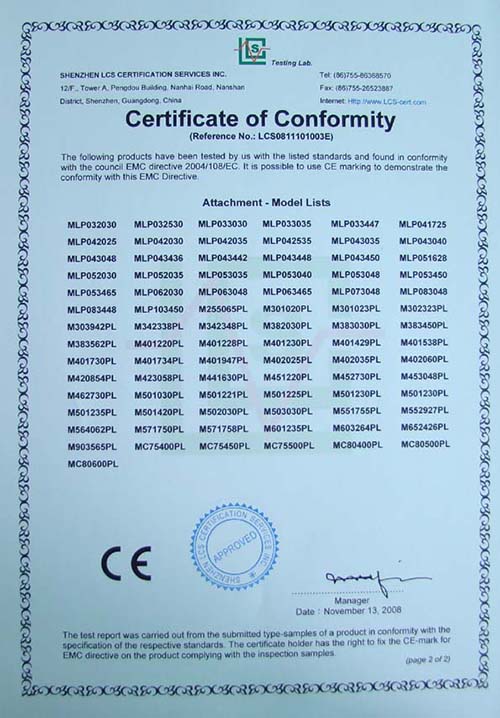 LCS
Testing Lab.
SHENZHEN LCS CERTIFICATION SERVICES INC.
Tel: (86)755-86368570
12/F., Tower A, Pengdou Building, Nanhai Road, Nanshan
Fax: (86)755-26523887
District, Shenzhen, Guangdong, China
Internet: Http://www.LCS-cert.com
Certificate of Conformity
(Reference No.: LCS0811101003E)
The following products have been tested by us with the listed standards and found in conformity
with the council EMC directive 2004/108/EC. It is possible to use CE marking to demonstrate the
conformity with this EMC Directive.
Attachment - Model Lists
MLP032030 MLP032530 MLP033030 MLP033035 MLP033447 MLP041725
MLP042025 MLP042030 MLP042035 MLP042535 MLP043035 MLP043040
MLP043048 MLP043436 MLP043442 MLP043448 MLP043450 MLP051628
MLP052030 MLP052035 MLP053035 MLP053040 MLP053048 MLP053450
MLP053465 MLP062030 MLP063048 MLP063465 MLP073048 MLP083048
MLP083448 MLP103450 M255065PL M301020PL M301023PL M302323PL
M303942PL M342338PL M342348PL M382030PL M383030PL M383450PL
M383562PL M401220PL M401228PL M401230PL M401429PL M401538PL
M401730PL M401734PL M401947PL M402025PL M402035PL M402060PL
M420854PL M423058PL M441630PL M451220PL M452730PL M453048PL
M462730PL M501030PL M501221PL M501225PL M501230PL M501230PL
M501235PL M501420PL M502030PL M503030PL M551755PL M552927PL
M564062PL M571750PL M571758PL M601235PL M603264PL M652426PL
M903565PL MC75400PL MC75450PL MC75500PL MC80400PL MC80500PL
MC80600PL
CE
SHENZHEN LCS CERTIFICATION SERVICES INC.
APPROVED
Manager
Date : November 13, 2008
The test report was carried out from the submitted type-samples of a product in conformity with the
specification of the respective standards. The certificate holder has the right to fix the CE-mark for
EMC directive on the product complying with the inspection samples.
(page 2 of 2)